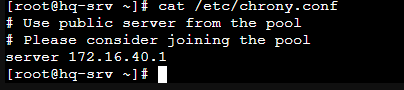 [root@hq-srv ~]# cat /etc/chrony.conf
# Use public server from the pool
# Please consider joining the pool
server 172.16.40.1
[root@hq-srv ~]#